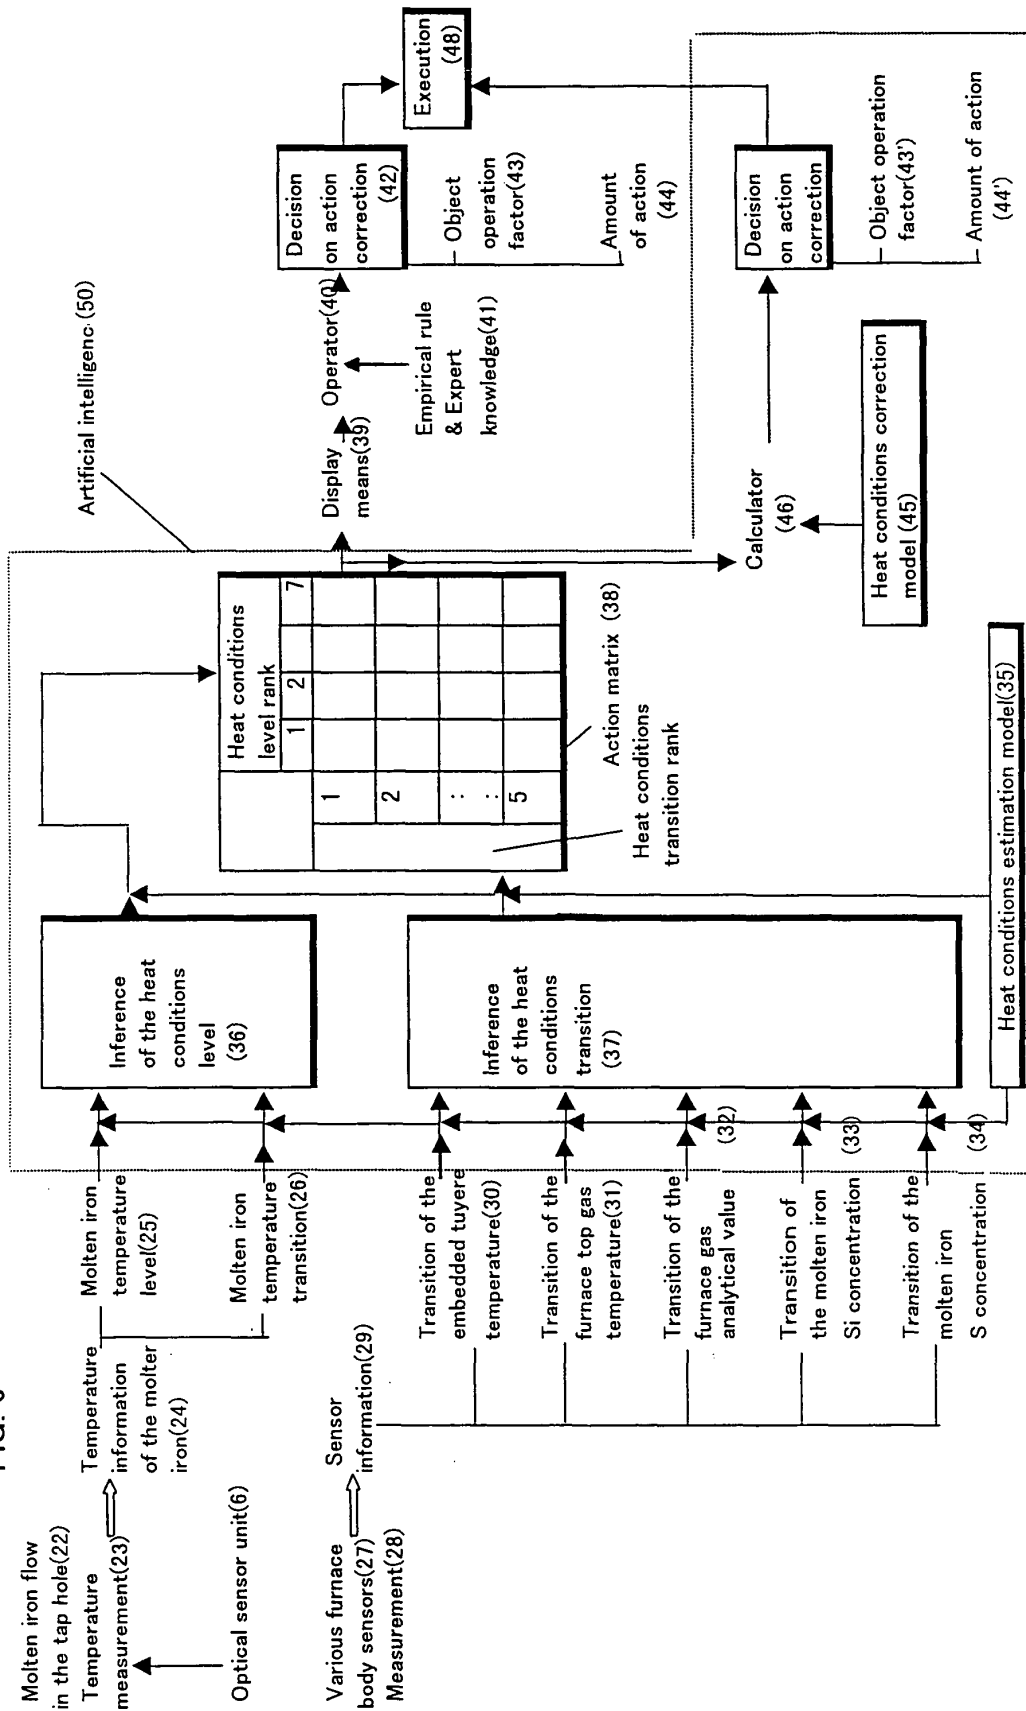 FIG. 6
Molten iron flow
in the tap hole(22)
Temperature
measurement(23)
Optical sensor unit(6)
Temperature
information
of the molter
iron(24)
Molten iron
temperature
level(25)
Molten iron
temperature
transition(26)
Various furnace
body sensors(27)
Measurement(28)
Sensor
information(29)
Transition of the
embedded tuyere
temperature(30)
Transition of the
furnace top gas
temperature(31)
Transition of the
furnace gas
analytical value
(32)
Transition of
the molten iron
Si concentration
(33)
Transition of the
molten iron
S concentration
(34)
Inference
of the heat
conditions
level
(36)
Inference
of the heat
conditions
transition
(37)
Heat conditions estimation model(35)
Heat conditions
level rank
1 2 7
1
2
:
:
5
Action matrix (38)
Heat conditions
transition rank
Artificial intelligenc (50)
Display
means(39)
Operator(40)
Empirical rule
& Expert
knowledge(41)
Decision
on action
correction
(42)
Object
operation
factor(43)
Amount
of action
(44)
Execution
(48)
Calculator
(46)
Heat conditions correction
model (45)
Decision
on action
correction
Object operation
factor(43')
Amount of action
(44')